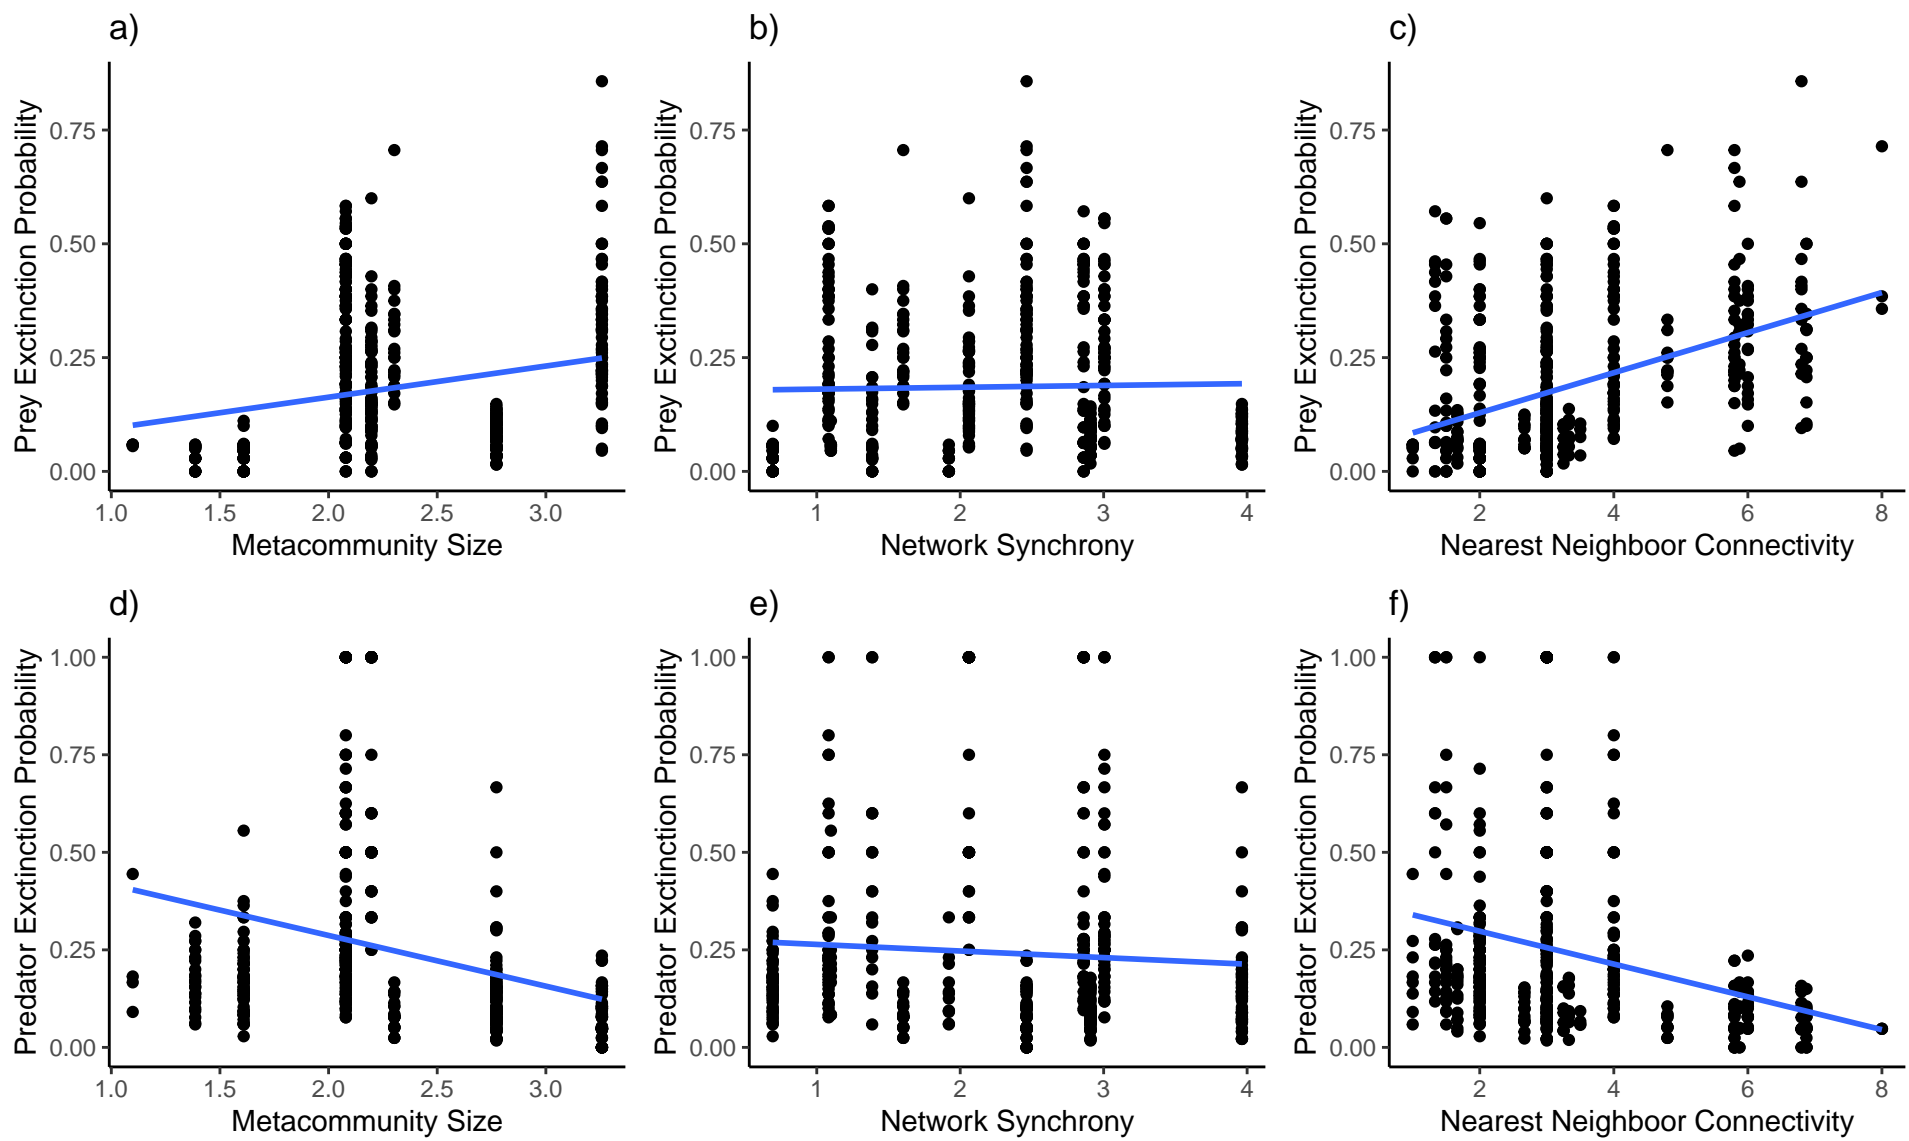 a)
b)
c)
Prey Exctinction Probability
0.75
0.50
0.25
0.00
1.0 1.5 2.0 2.5 3.0
Metacommunity Size
Prey Exctinction Probability
0.75
0.50
0.25
0.00
1 2 3 4
Network Synchrony
Prey Exctinction Probability
0.75
0.50
0.25
0.00
2 4 6 8
Nearest Neighboor Connectivity
d)
e)
f)
Predator Exctinction Probability
1.00
0.75
0.50
0.25
0.00
1.0 1.5 2.0 2.5 3.0
Metacommunity Size
Predator Exctinction Probability
1.00
0.75
0.50
0.25
0.00
1 2 3 4
Network Synchrony
Predator Exctinction Probability
1.00
0.75
0.50
0.25
0.00
2 4 6 8
Nearest Neighboor Connectivity